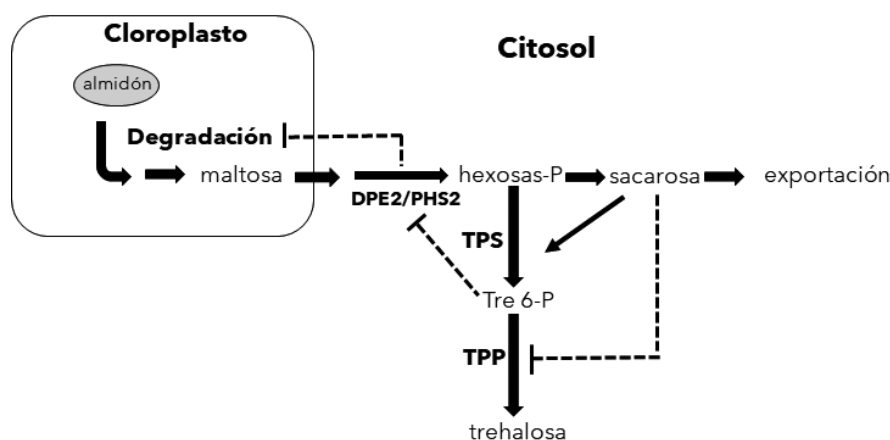 Cloroplasto
Citosol
almidón
Degradación
maltosa
hexosas-P
sacarosa
exportación
DPE2/PHS2
TPS
Tre 6-P
TPP
trehalosa